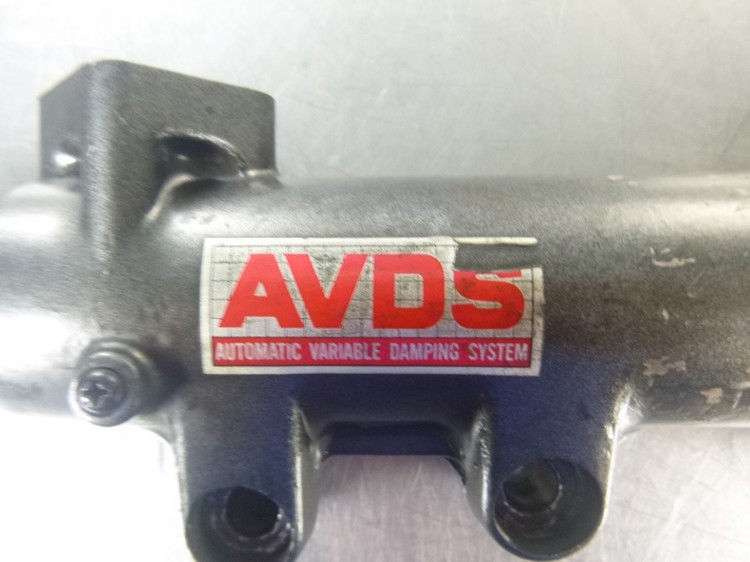 AVDS
AUTOMATIC VARIABLE DAMPING SYSTEM